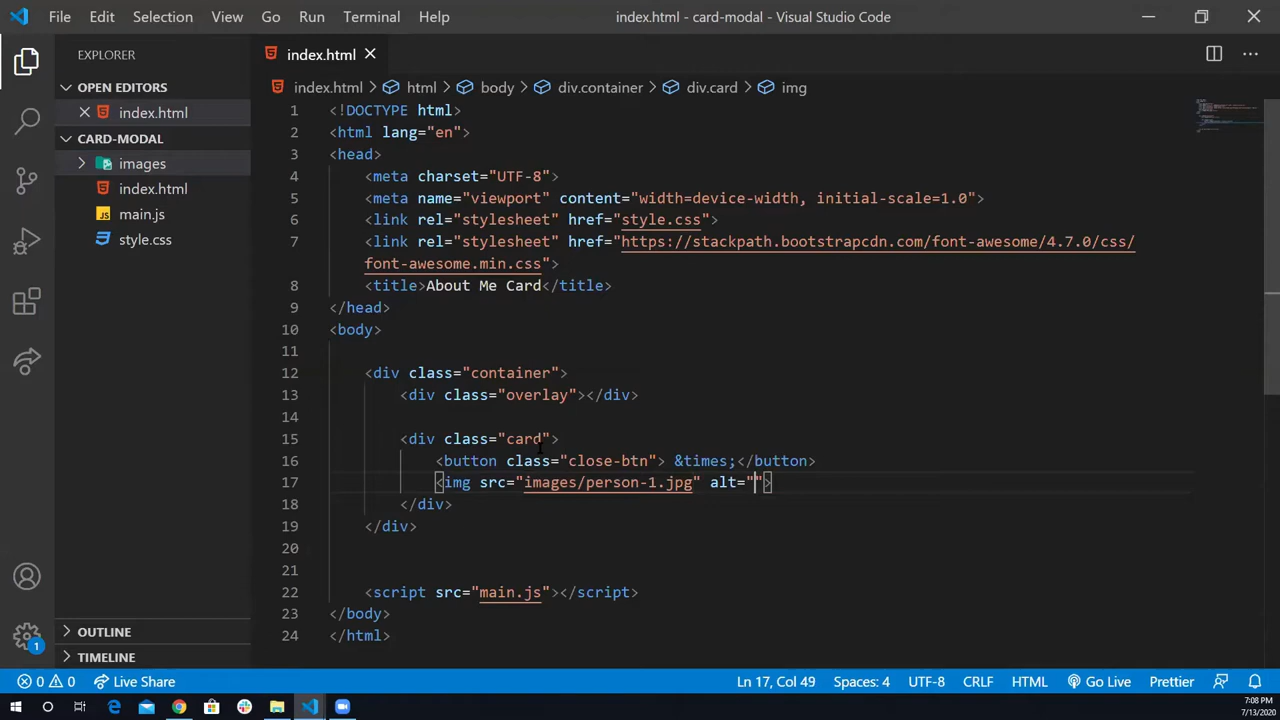 File Edit Selection View Go Run Terminal Help index.html - card-modal - Visual Studio Code
EXPLORER
OPEN EDITORS
index.html
CARD-MODAL
images
index.html
main.js
style.css
OUTLINE
TIMELINE
index.html
index.html > html > body > div.container > div.card > img
1 <!DOCTYPE html>
2 <html lang="en">
3 <head>
4 <meta charset="UTF-8">
5 <meta name="viewport" content="width=device-width, initial-scale=1.0">
6 <link rel="stylesheet" href="style.css">
7 <link rel="stylesheet" href="https://stackpath.bootstrapcdn.com/font-awesome/4.7.0/css/
font-awesome.min.css">
8 <title>About Me Card</title>
9 </head>
10 <body>
11
12 <div class="container">
13 <div class="overlay"></div>
14
15 <div class="card">
16 <button class="close-btn"> &times;</button>
17 <img src="images/person-1.jpg" alt="">
18 </div>
19 </div>
20
21
22 <script src="main.js"></script>
23 </body>
24 </html>
1
0 0 Live Share Ln 17, Col 49 Spaces: 4 UTF-8 CRLF HTML Go Live Prettier
7:08 PM
7/13/2020